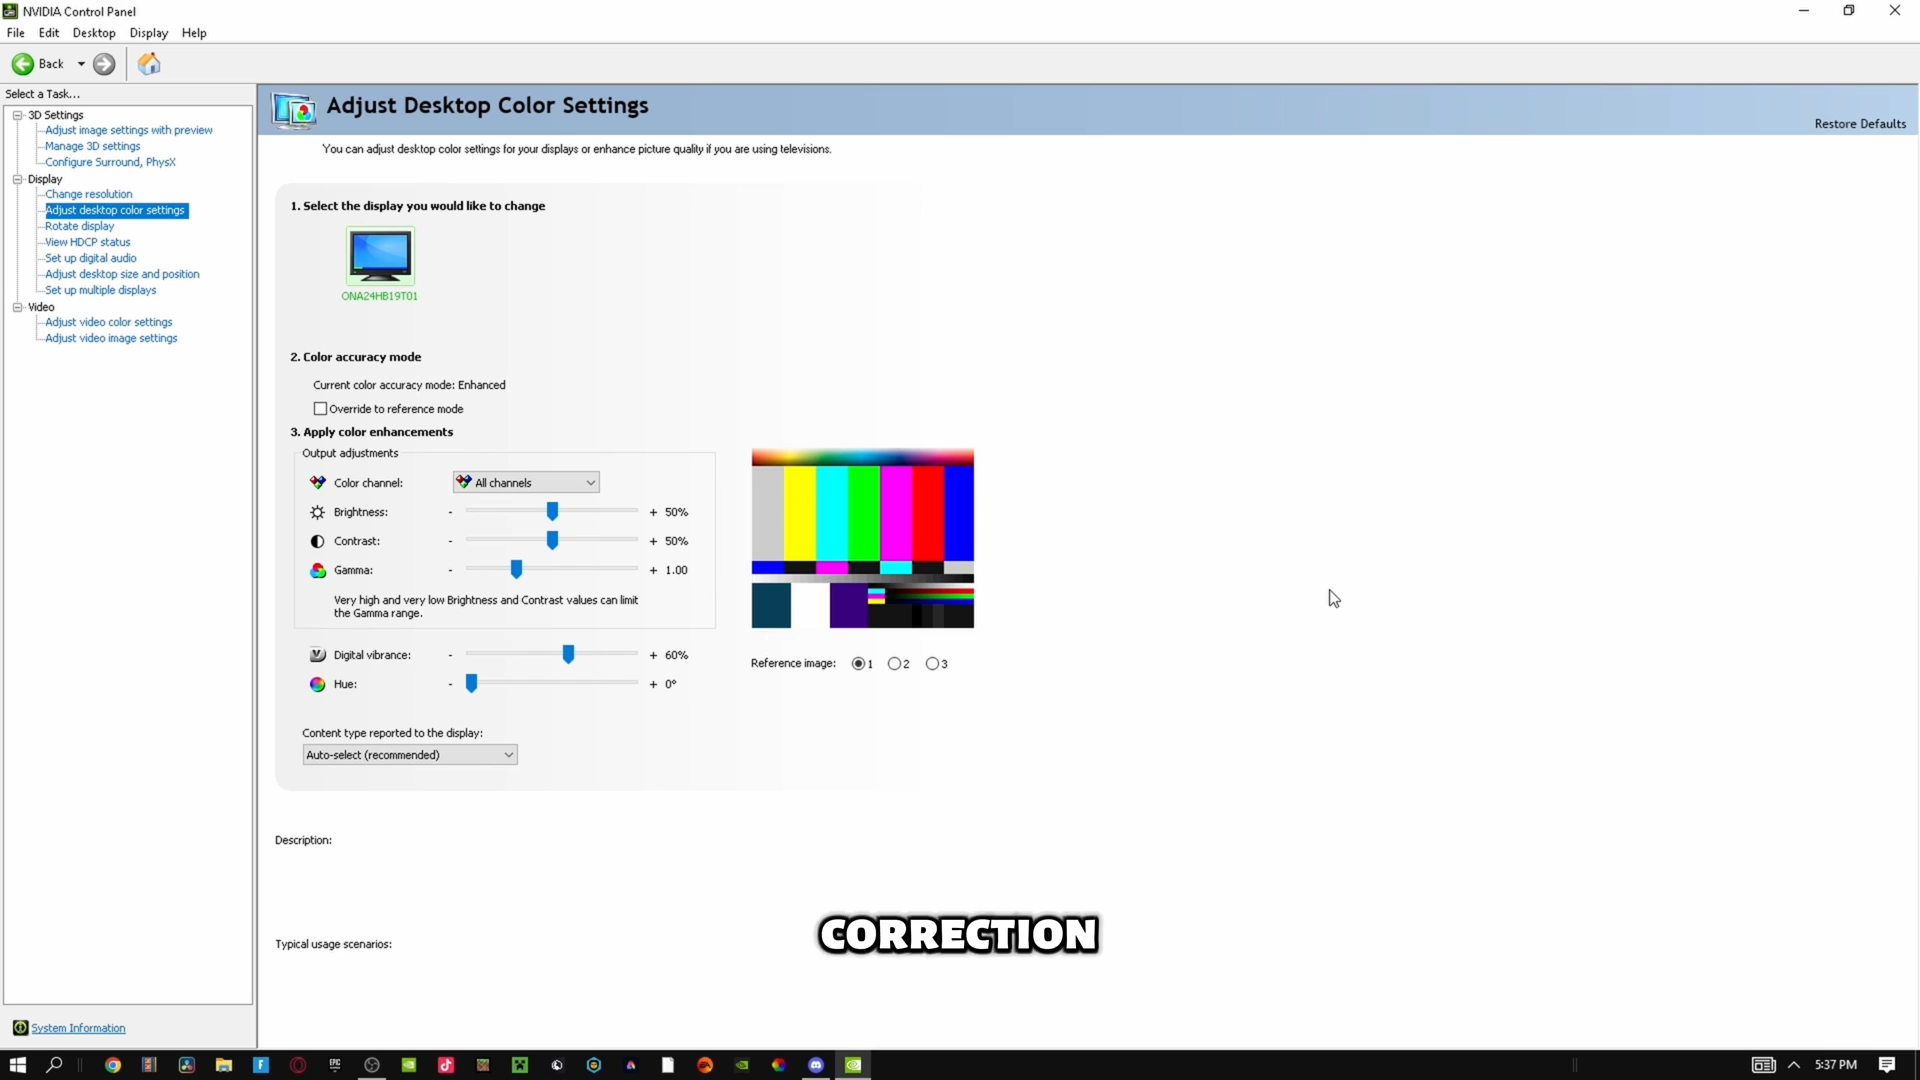 NVIDIA Control Panel
File Edit Desktop Display Help
Back
Select a Task...
3D Settings
Adjust image settings with preview
Manage 3D settings
Configure Surround, PhysX
Display
Change resolution
Adjust desktop color settings
Rotate display
View HDCP status
Set up digital audio
Adjust desktop size and position
Set up multiple displays
Video
Adjust video color settings
Adjust video image settings
System Information
Adjust Desktop Color Settings
Restore Defaults
You can adjust desktop color settings for your displays or enhance picture quality if you are using televisions.
1. Select the display you would like to change
ONA24HB19T01
2. Color accuracy mode
Current color accuracy mode: Enhanced
Override to reference mode
3. Apply color enhancements
Output adjustments
Color channel: All channels
Brightness: - + 50%
Contrast: - + 50%
Gamma: - + 1.00
Very high and very low Brightness and Contrast values can limit
the Gamma range.
Digital vibrance: - + 60%
Hue: - + 0°
Reference image: 1 2 3
Content type reported to the display:
Auto-select (recommended)
Description:
Typical usage scenarios:
CORRECTION
EPIC
5:37 PM